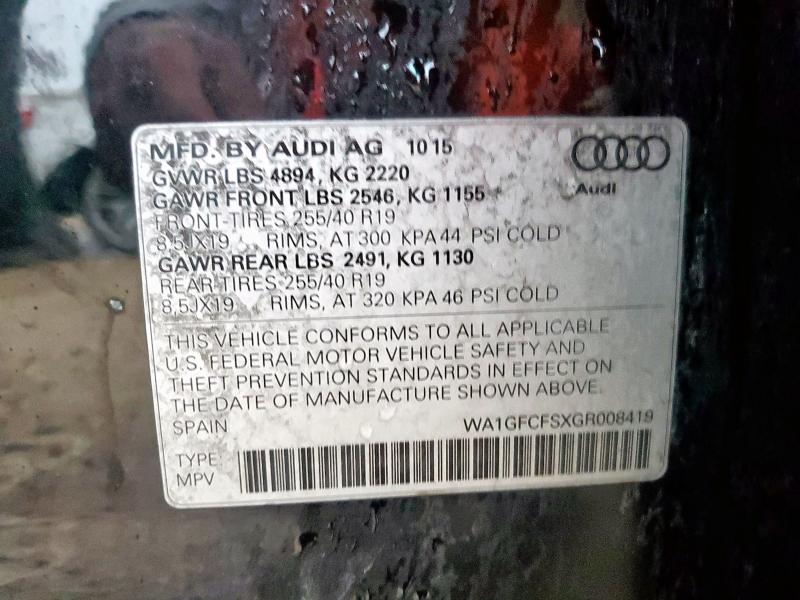 MFD. BY AUDI AG 10 15
GVWR LBS 4894, KG 2220
Audi
GAWR FRONT LBS 2546, KG 1155
FRONT-TIRES 255/40 R19
8,5JX19 RIMS, AT 300 KPA 44 PSI COLD
GAWR REAR LBS 2491, KG 1130
REAR-TIRES 255/40 R19
8,5JX19 RIMS, AT 320 KPA 46 PSI COLD
THIS VEHICLE CONFORMS TO ALL APPLICABLE
U.S. FEDERAL MOTOR VEHICLE SAFETY AND
THEFT PREVENTION STANDARDS IN EFFECT ON
THE DATE OF MANUFACTURE SHOWN ABOVE.
SPAIN WA1GFCFSXGR008419
TYPE
MPV